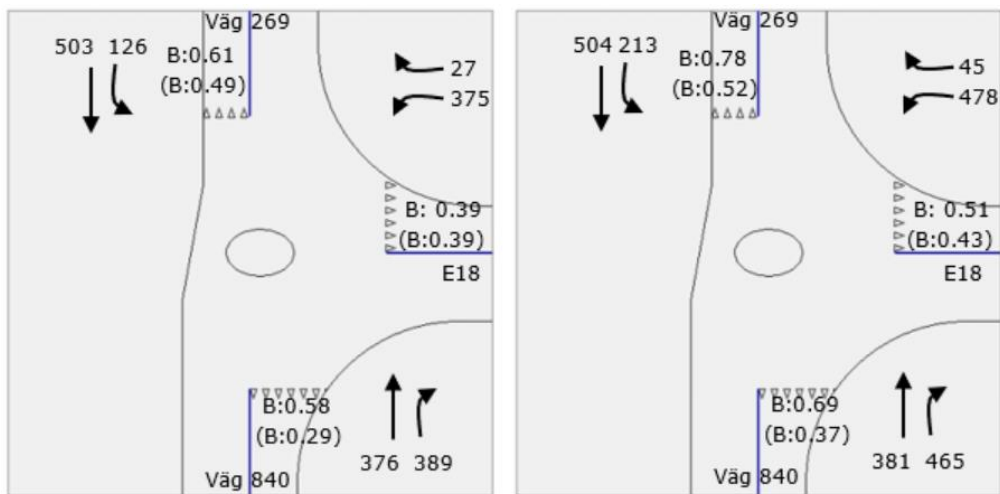 Väg 269
503 126
B:0.61
(B:0.49)
27
375
B: 0.39
(B:0.39)
E18
B:0.58
(B:0.29)
376 389
Väg 840
Väg 269
504 213
B:0.78
(B:0.52)
45
478
B: 0.51
(B:0.43)
E18
B:0.69
(B:0.37)
381 465
Väg 840